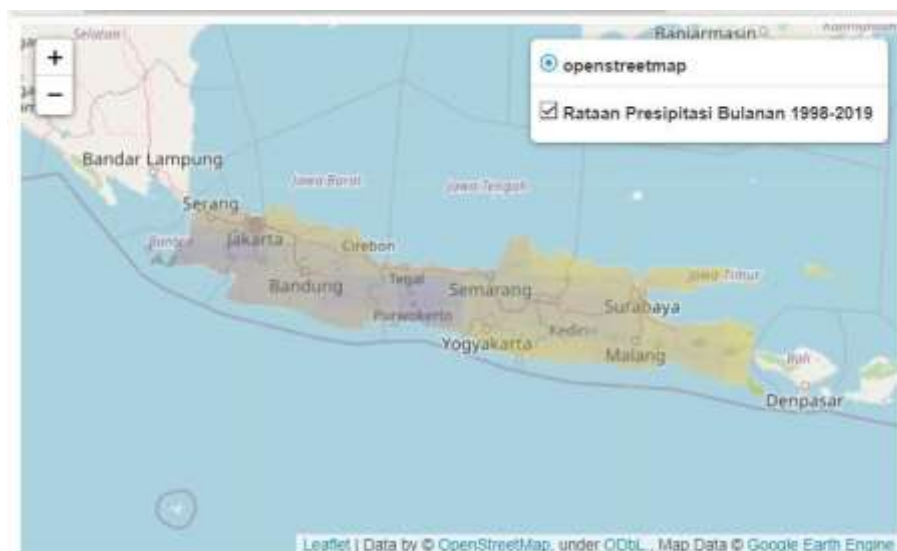 Selatan
Banjarmasin
+
openstreetmap
−
Rataan Presipitasi Bulanan 1998-2019
Bandar Lampung
Jawa Barat
Jawa Tengah
Serang
Jakarta
Cirebon
Banten
Tegal
Jawa Timur
Bandung
Semarang
Surabaya
Purwokerto
Kediri
Yogyakarta
Malang
Bali
Denpasar
Leaflet | Data by © OpenStreetMap, under ODbL., Map Data © Google Earth Engine